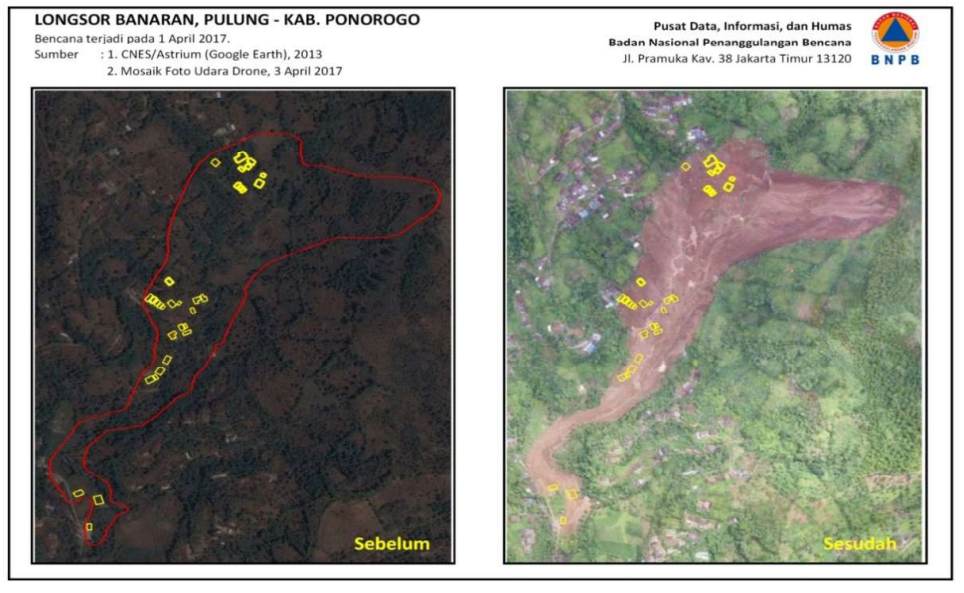 LONGSOR BANARAN, PULUNG - KAB. PONOROGO
Bencana terjadi pada 1 April 2017.
Sumber : 1. CNES/Astrium (Google Earth), 2013
2. Mosaik Foto Udara Drone, 3 April 2017
Pusat Data, Informasi, dan Humas
Badan Nasional Penanggulangan Bencana
Jl. Pramuka Kav. 38 Jakarta Timur 13120
BNPB
Sebelum
Sesudah